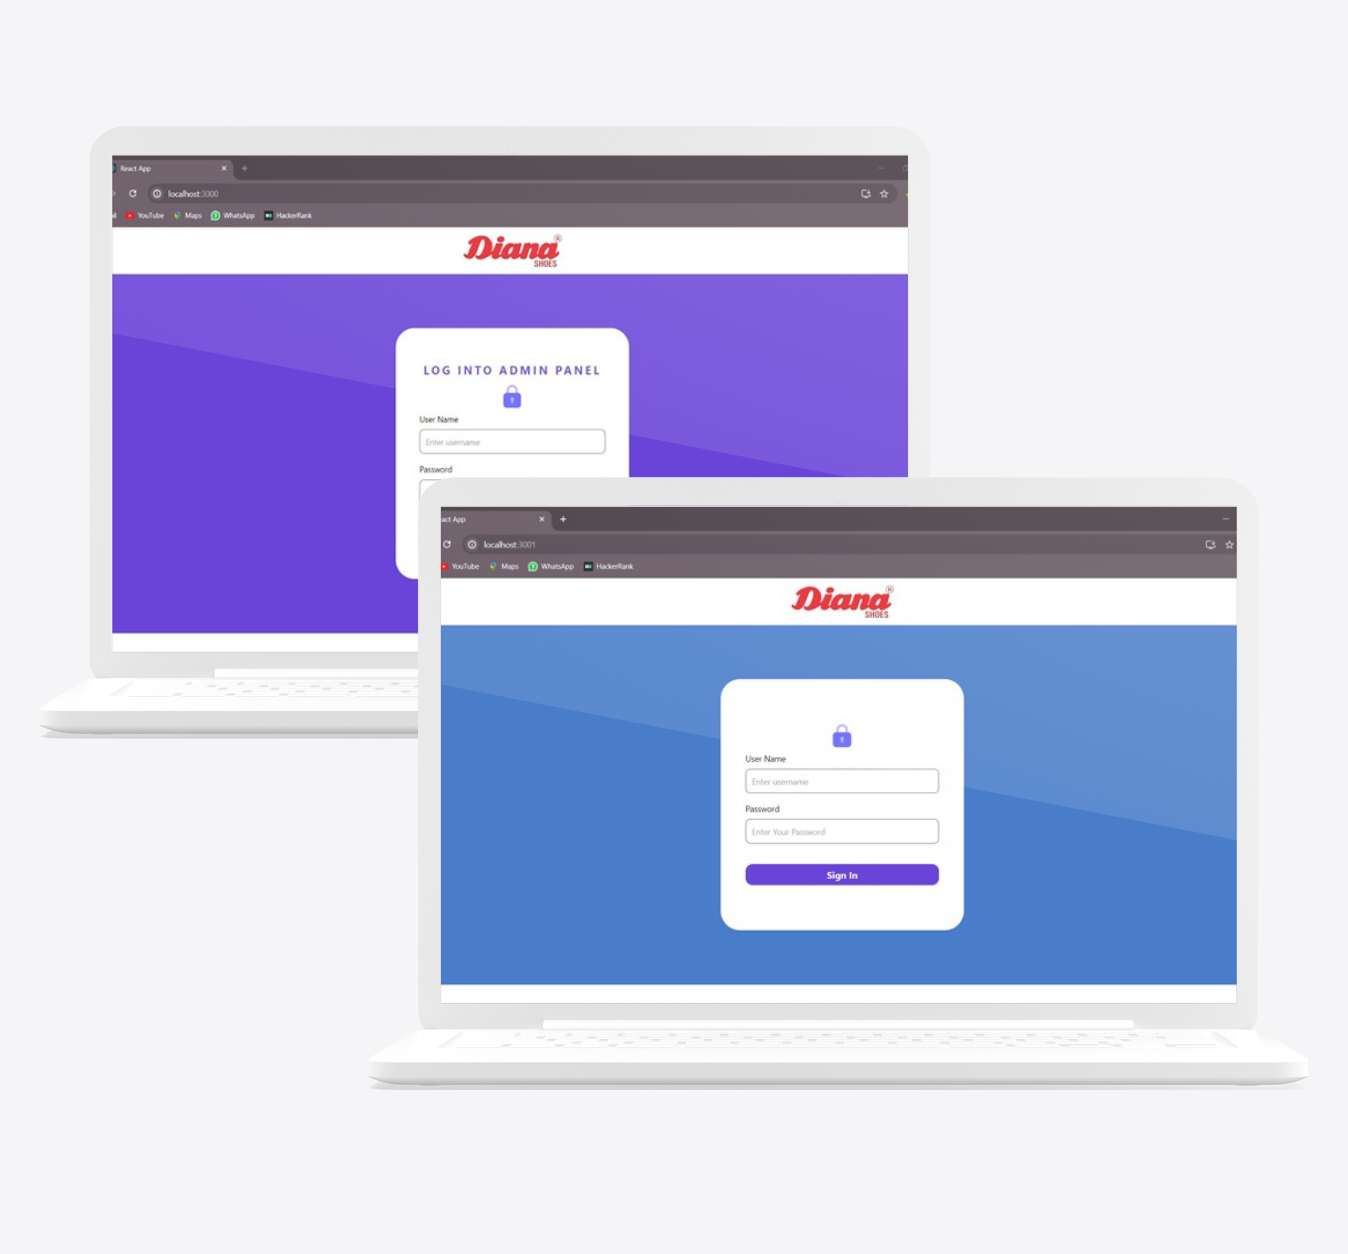 React App
localhost:3000
YouTube Maps WhatsApp HackerRank
Diana®
SHOES
LOG INTO ADMIN PANEL
User Name
Enter username
Password
act App
localhost:3001
YouTube Maps WhatsApp HackerRank
Diana®
SHOES
User Name
Enter username
Password
Enter Your Password
Sign In